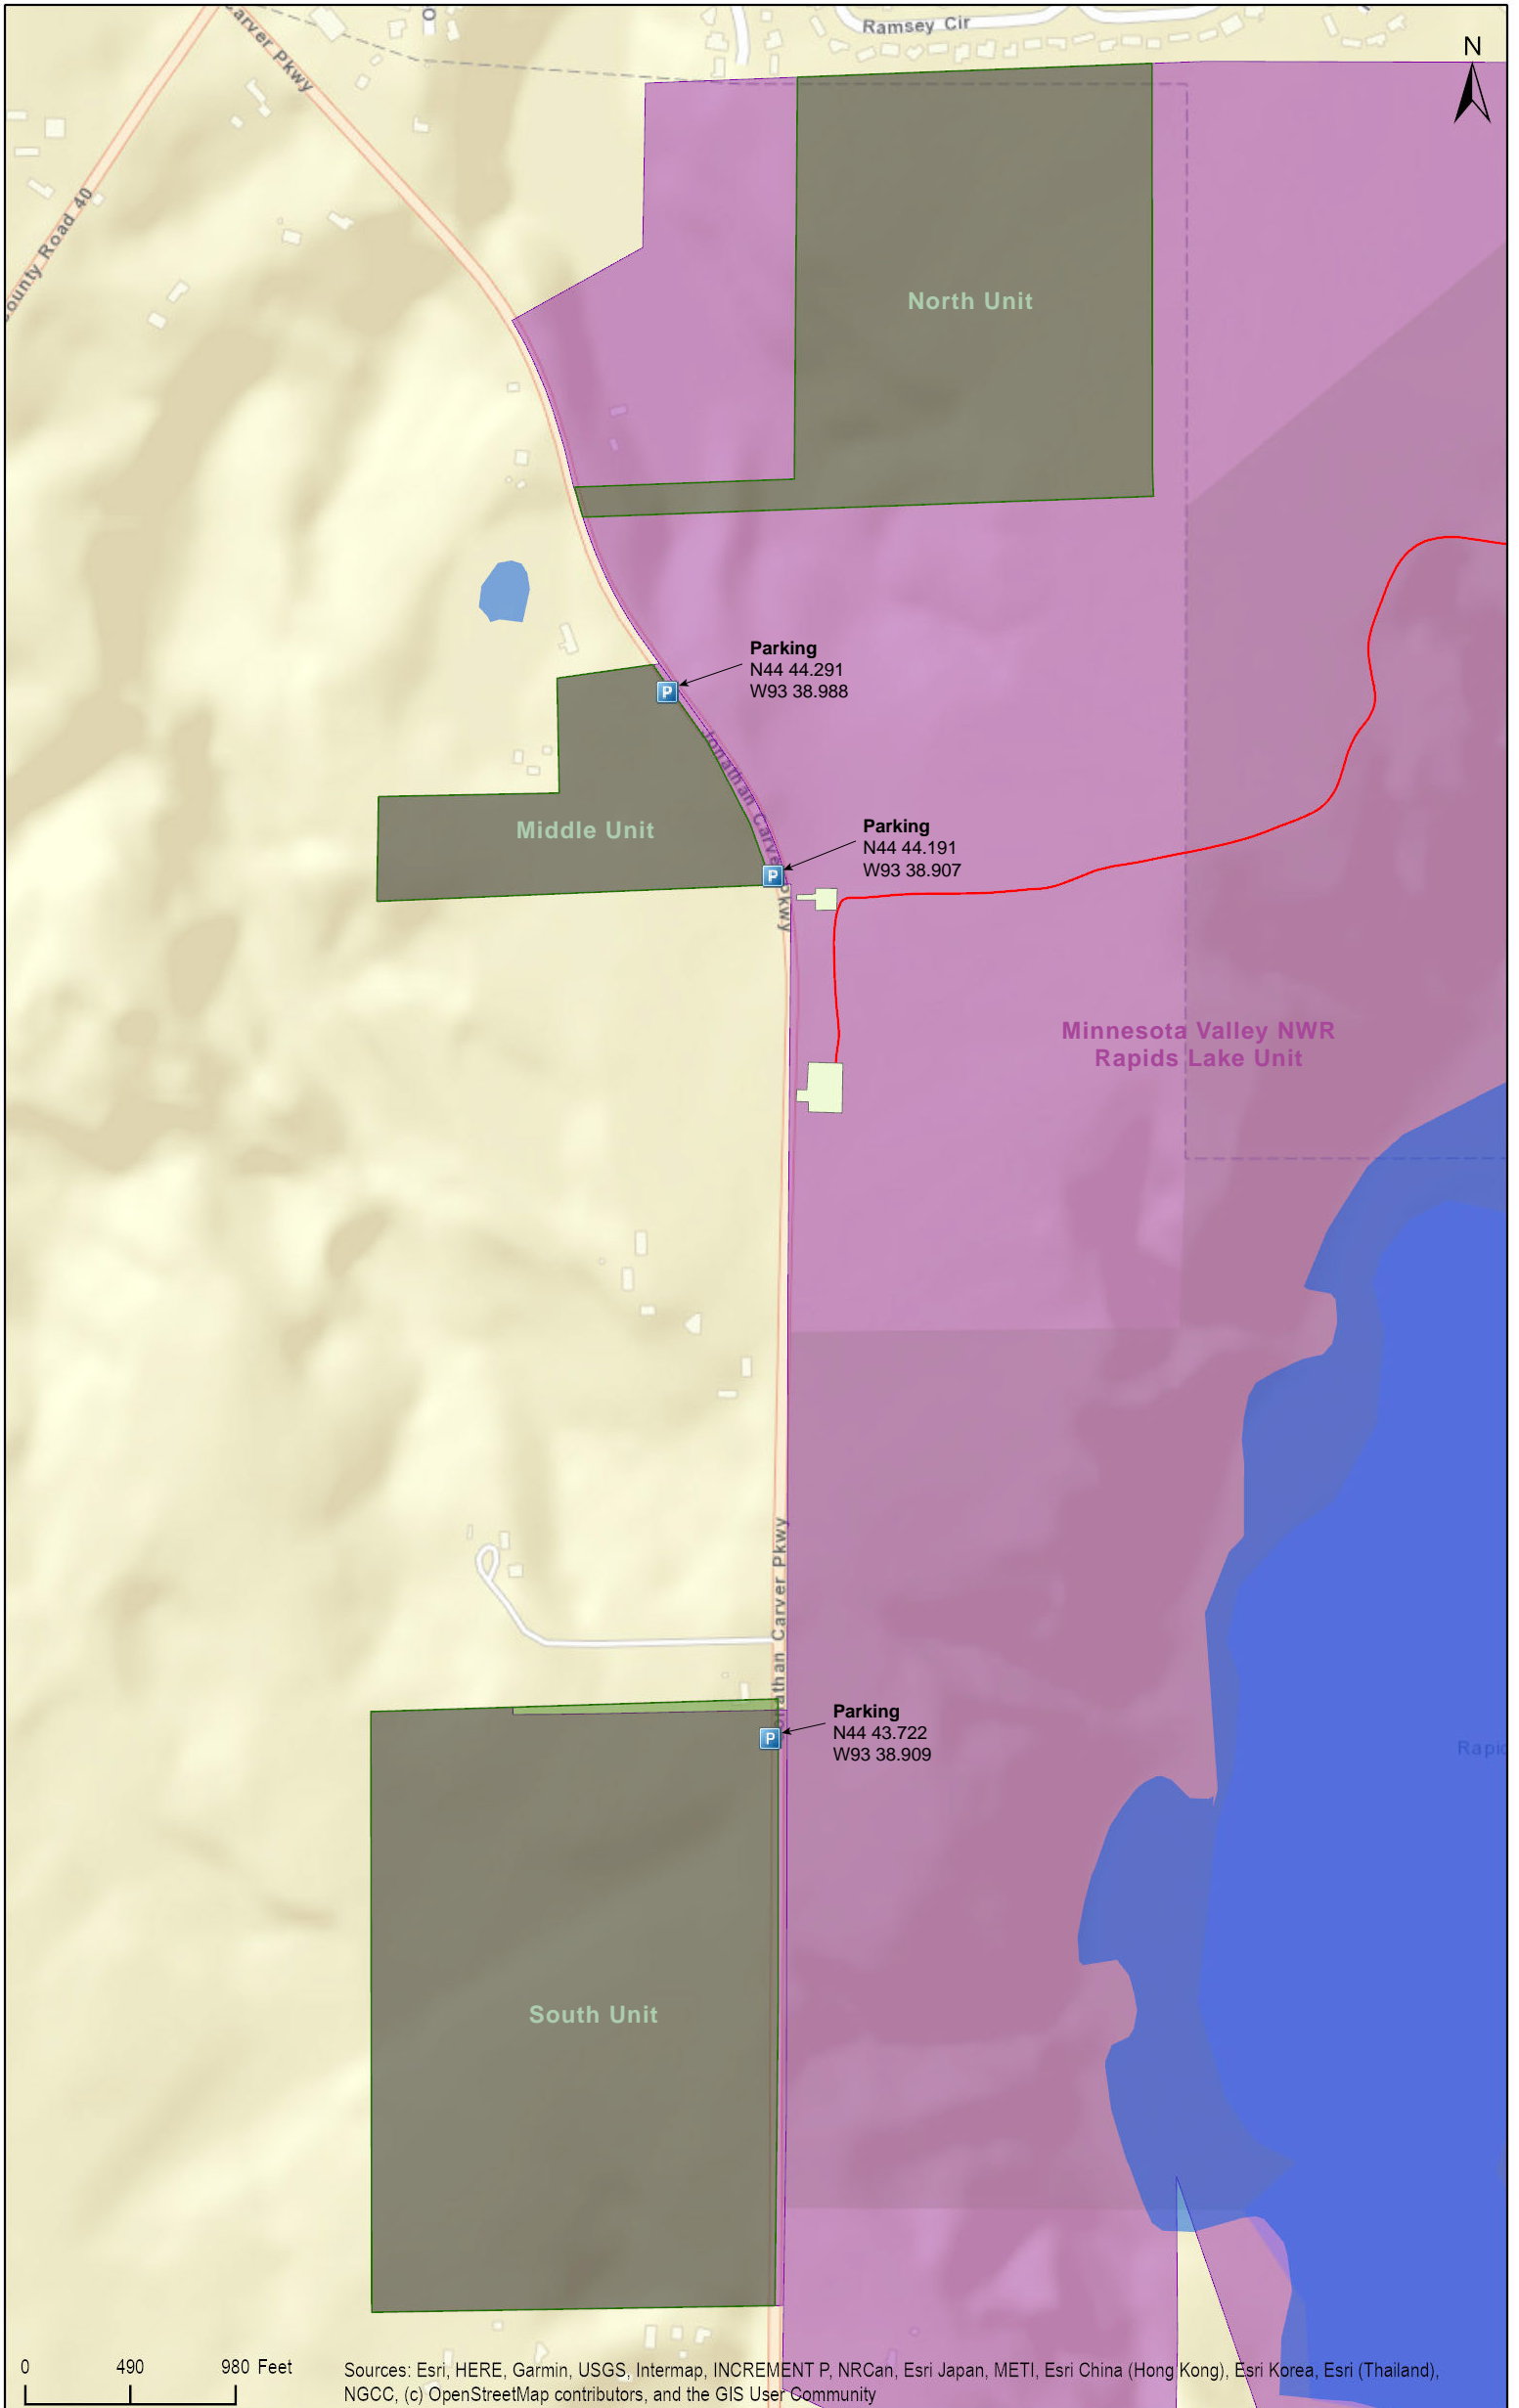 Ramsey Cir
Carver Pkwy
N
County Road 40
North Unit
Parking
N44 44.291
W93 38.988
P
Jonathan Carver Pkwy
Parking
N44 44.191
W93 38.907
Middle Unit
P
Minnesota Valley NWR
Rapids Lake Unit
Jonathan Carver Pkwy
Parking
N44 43.722
W93 38.909
P
Rapid
South Unit
0 490 980 Feet
Sources: Esri, HERE, Garmin, USGS, Intermap, INCREMENT P, NRCan, Esri Japan, METI, Esri China (Hong Kong), Esri Korea, Esri (Thailand),
NGCC, (c) OpenStreetMap contributors, and the GIS User Community